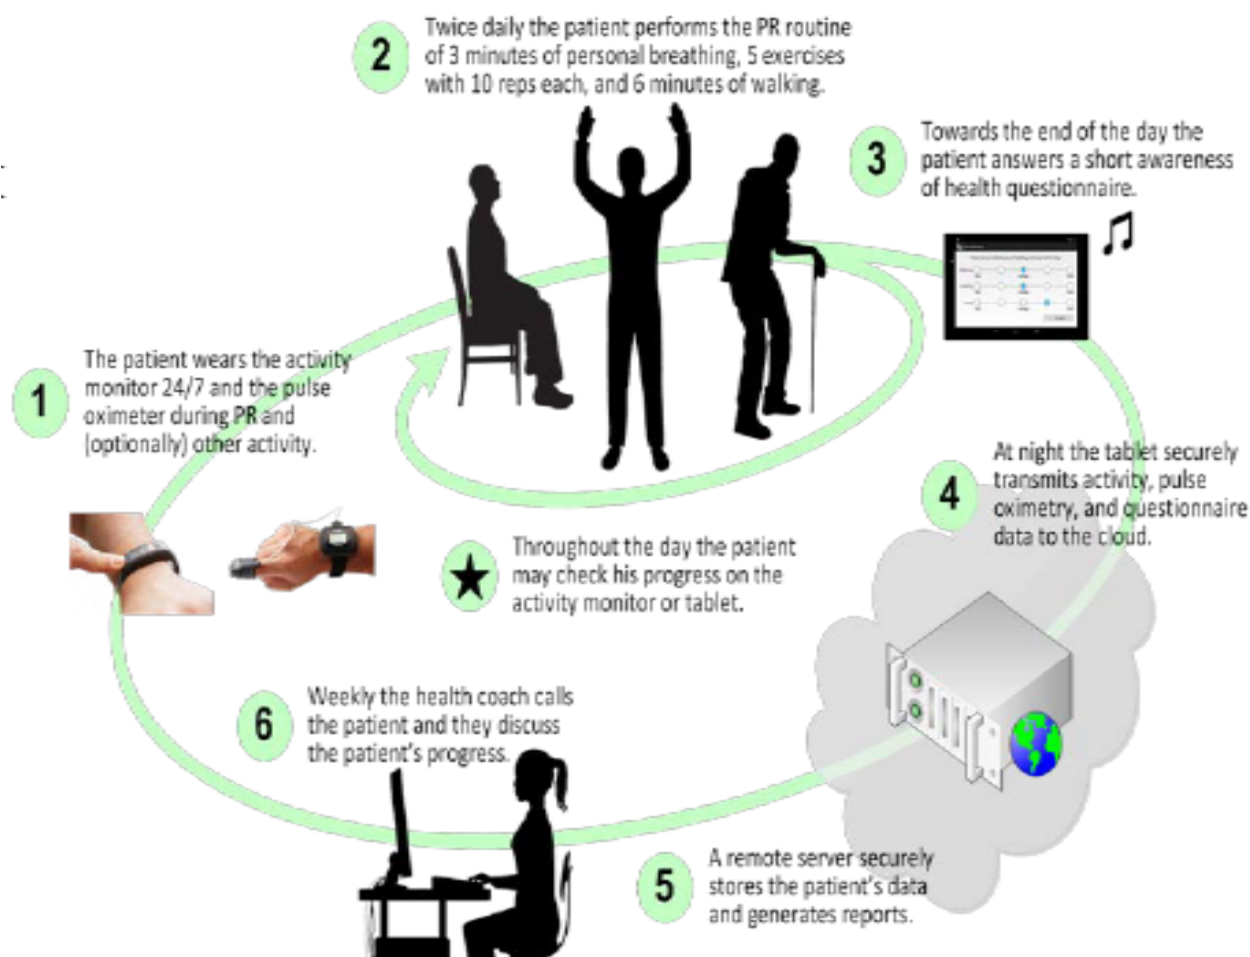 2
Twice daily the patient performs the PR routine
of 3 minutes of personal breathing, 5 exercises
with 10 reps each, and 6 minutes of walking.
3
Towards the end of the day the
patient answers a short awareness
of health questionnaire.
1
The patient wears the activity
monitor 24/7 and the pulse
oximeter during PR and
(optionally) other activity.
4
At night the tablet securely
transmits activity, pulse
oximetry, and questionnaire
data to the cloud.
Throughout the day the patient
may check his progress on the
activity monitor or tablet.
6
Weekly the health coach calls
the patient and they discuss
the patient's progress.
5
A remote server securely
stores the patient's data
and generates reports.